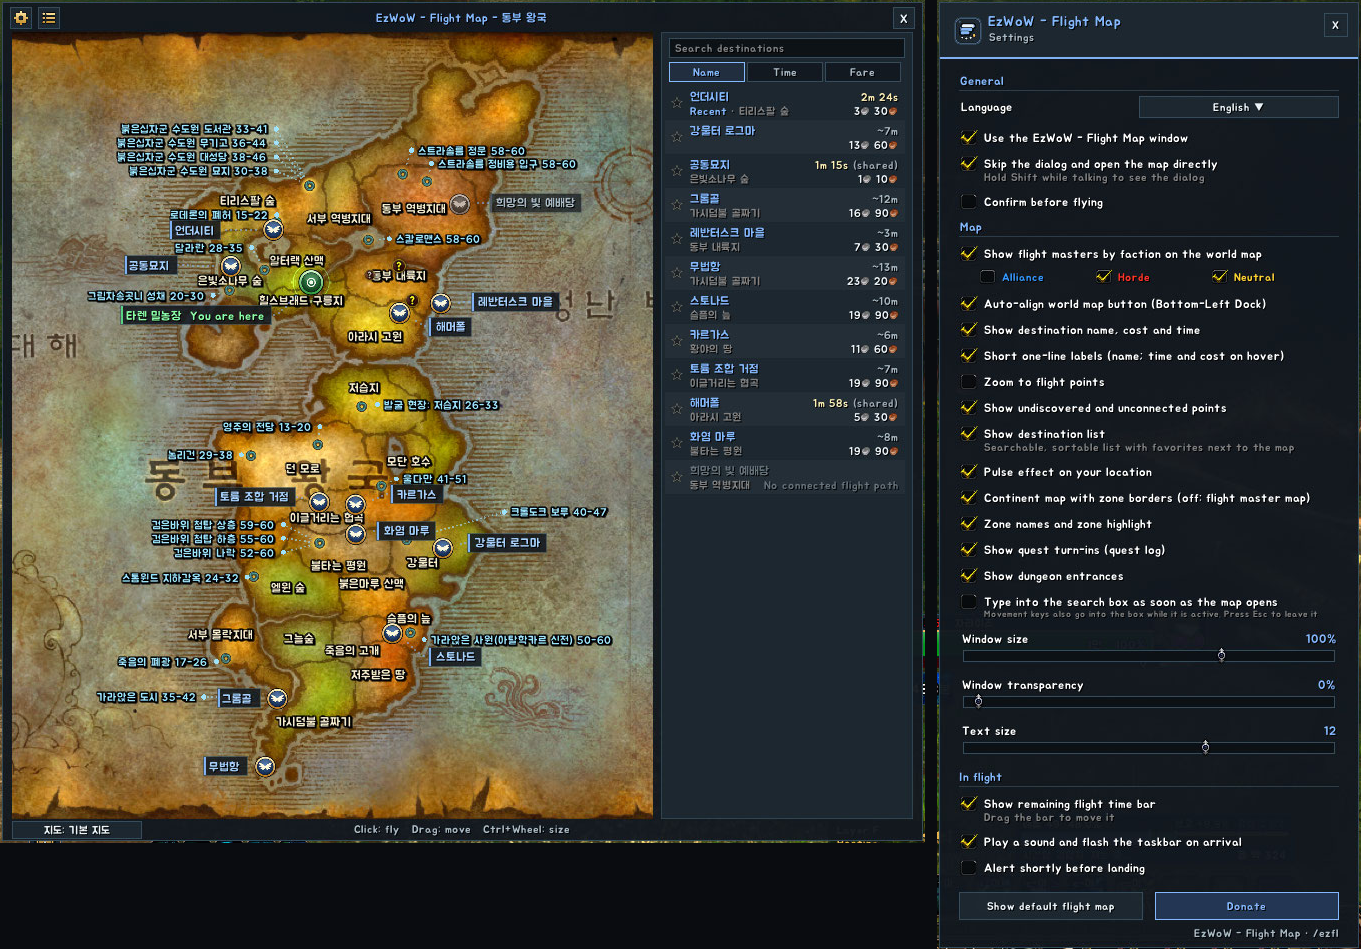 EzWoW - Flight Map - 동부 왕국
X
붉은십자군 수도원 도서관 33-41
붉은십자군 수도원 무기고 36-44
붉은십자군 수도원 대성당 38-46
붉은십자군 수도원 묘지 30-38
스트라솔름 정문 58-60
스트라솔름 정비용 입구 58-60
티리스팔 숲
동부 역병지대
희망의 빛 예배당
서부 역병지대
로데론의 폐허 15-22
언더시티
스칼로맨스 58-60
달라란 28-35
공동묘지
알터랙 산맥
은빛소나무 숲
동부 내륙지
그림자송곳니 성채 20-30
힐스브래드 구릉지
레반터스크 마을
타렌 밀농장 You are here
해머폴
아라시 고원
대 해
저습지
발굴 현장: 저습지 26-33
영주의 전당 13-20
놈리건 29-38
동부 왕국
던 모로
모단 호수
울다만 41-51
토륨 조합 거점
카르가스
이글거리는 협곡
크롤도크 보루 40-47
검은바위 첨탑 상층 59-60
검은바위 첨탑 하층 55-60
검은바위 나락 52-60
화염 마루
강물터 로그마
불타는 평원
강물터
스톰윈드 지하감옥 24-32
엘윈 숲
붉은마루 산맥
슬픔의 늪
서부 몰락지대
그늘숲
가라앉은 사원(아탈학카르 신전) 50-60
죽음의 고개
스토나드
죽음의 폐광 17-26
저주받은 땅
가라앉은 도시 35-42
그롬골
가시덤불 골짜기
무법항
지도: 기본 지도
Click: fly Drag: move Ctrl+Wheel: size
Search destinations
Name Time Fare
언더시티 2m 24s
Recent · 티리스팔 숲 3 30
강물터 로그마 ~7m
13 60
공동묘지 1m 15s (shared)
은빛소나무 숲 1 10
그롬골 ~12m
가시덤불 골짜기 16 90
레반터스크 마을 ~3m
동부 내륙지 7 30
무법항 ~13m
가시덤불 골짜기 23 20
스토나드 ~10m
슬픔의 늪 19 90
카르가스 ~6m
황야의 땅 11 60
토륨 조합 거점 ~7m
이글거리는 협곡 19 90
해머폴 1m 58s (shared)
아라시 고원 5 30
화염 마루 ~8m
불타는 평원 19 90
희망의 빛 예배당
동부 역병지대 No connected flight path
EzWoW - Flight Map
Settings
X
General
Language English ▼
Use the EzWoW - Flight Map window
Skip the dialog and open the map directly
Hold Shift while talking to see the dialog
Confirm before flying
Map
Show flight masters by faction on the world map
Alliance Horde Neutral
Auto-align world map button (Bottom-Left Dock)
Show destination name, cost and time
Short one-line labels (name; time and cost on hover)
Zoom to flight points
Show undiscovered and unconnected points
Show destination list
Searchable, sortable list with favorites next to the map
Pulse effect on your location
Continent map with zone borders (off: flight master map)
Zone names and zone highlight
Show quest turn-ins (quest log)
Show dungeon entrances
Type into the search box as soon as the map opens
Movement keys also go into the box while it is active. Press Esc to leave it
Window size 100%
Window transparency 0%
Text size 12
In flight
Show remaining flight time bar
Drag the bar to move it
Play a sound and flash the taskbar on arrival
Alert shortly before landing
Show default flight map
Donate
EzWoW - Flight Map · /ezfl